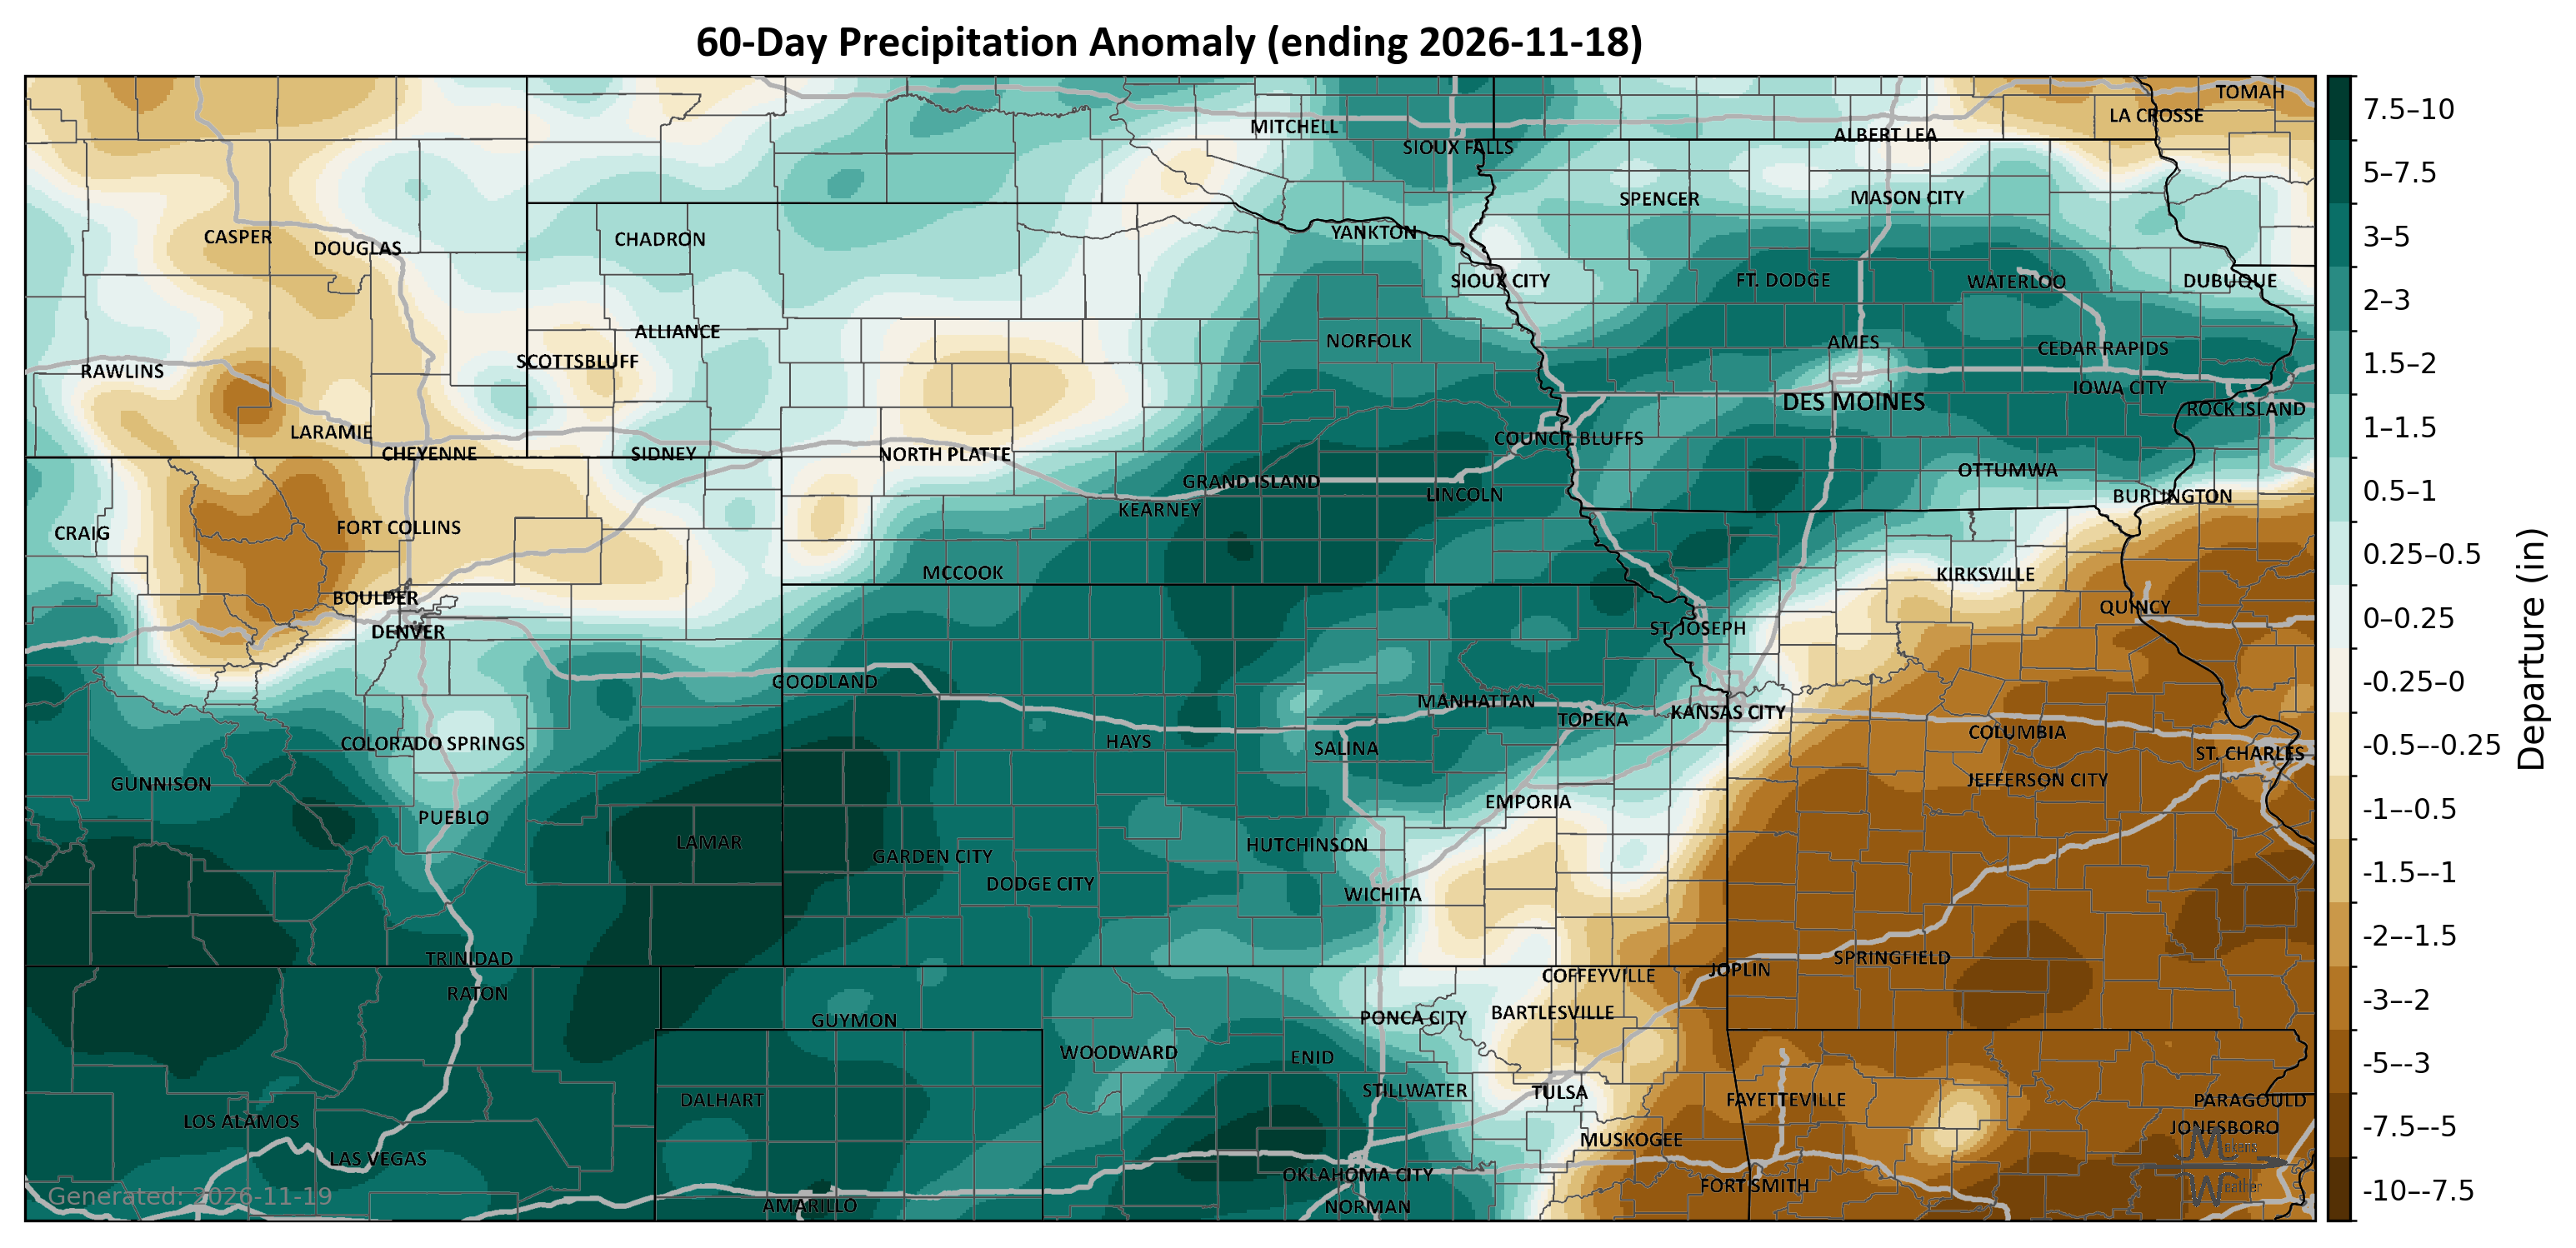 60-Day Precipitation Anomaly (ending 2026-11-18)
TOMAH
LA CROSSE
MITCHELL
ALBERT LEA
SIOUX FALLS
SPENCER
MASON CITY
CASPER
DOUGLAS
CHADRON
YANKTON
SIOUX CITY
FT. DODGE
WATERLOO
DUBUQUE
ALLIANCE
NORFOLK
AMES
CEDAR RAPIDS
SCOTTSBLUFF
RAWLINS
IOWA CITY
DES MOINES
ROCK ISLAND
LARAMIE
COUNCIL BLUFFS
CHEYENNE
SIDNEY
NORTH PLATTE
OTTUMWA
GRAND ISLAND
LINCOLN
BURLINGTON
KEARNEY
CRAIG
FORT COLLINS
MCCOOK
KIRKSVILLE
BOULDER
QUINCY
DENVER
ST. JOSEPH
GOODLAND
MANHATTAN
KANSAS CITY
TOPEKA
COLUMBIA
COLORADO SPRINGS
HAYS
SALINA
ST. CHARLES
GUNNISON
JEFFERSON CITY
EMPORIA
PUEBLO
LAMAR
HUTCHINSON
GARDEN CITY
DODGE CITY
WICHITA
TRINIDAD
SPRINGFIELD
JOPLIN
COFFEYVILLE
RATON
BARTLESVILLE
PONCA CITY
GUYMON
WOODWARD
ENID
STILLWATER
TULSA
DALHART
FAYETTEVILLE
PARAGOULD
LOS ALAMOS
JONESBORO
MUSKOGEE
LAS VEGAS
OKLAHOMA CITY
FORT SMITH
AMARILLO
NORMAN
Generated: 2026-11-19
Makers
Weather
7.5–10
5–7.5
3–5
2–3
1.5–2
1–1.5
0.5–1
0.25–0.5
0–0.25
-0.25–0
-0.5–-0.25
-1–-0.5
-1.5–-1
-2–-1.5
-3–-2
-5–-3
-7.5–-5
-10–-7.5
Departure (in)